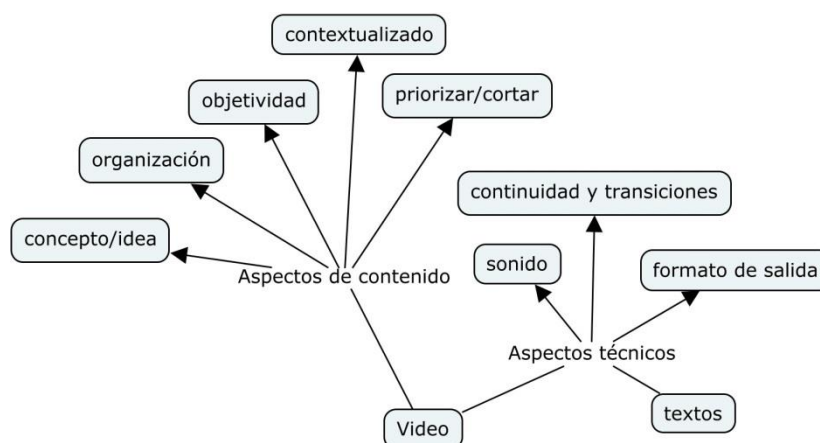 contextualizado
objetividad
priorizar/cortar
organización
continuidad y transiciones
concepto/idea
sonido
formato de salida
Aspectos de contenido
Aspectos técnicos
textos
Video